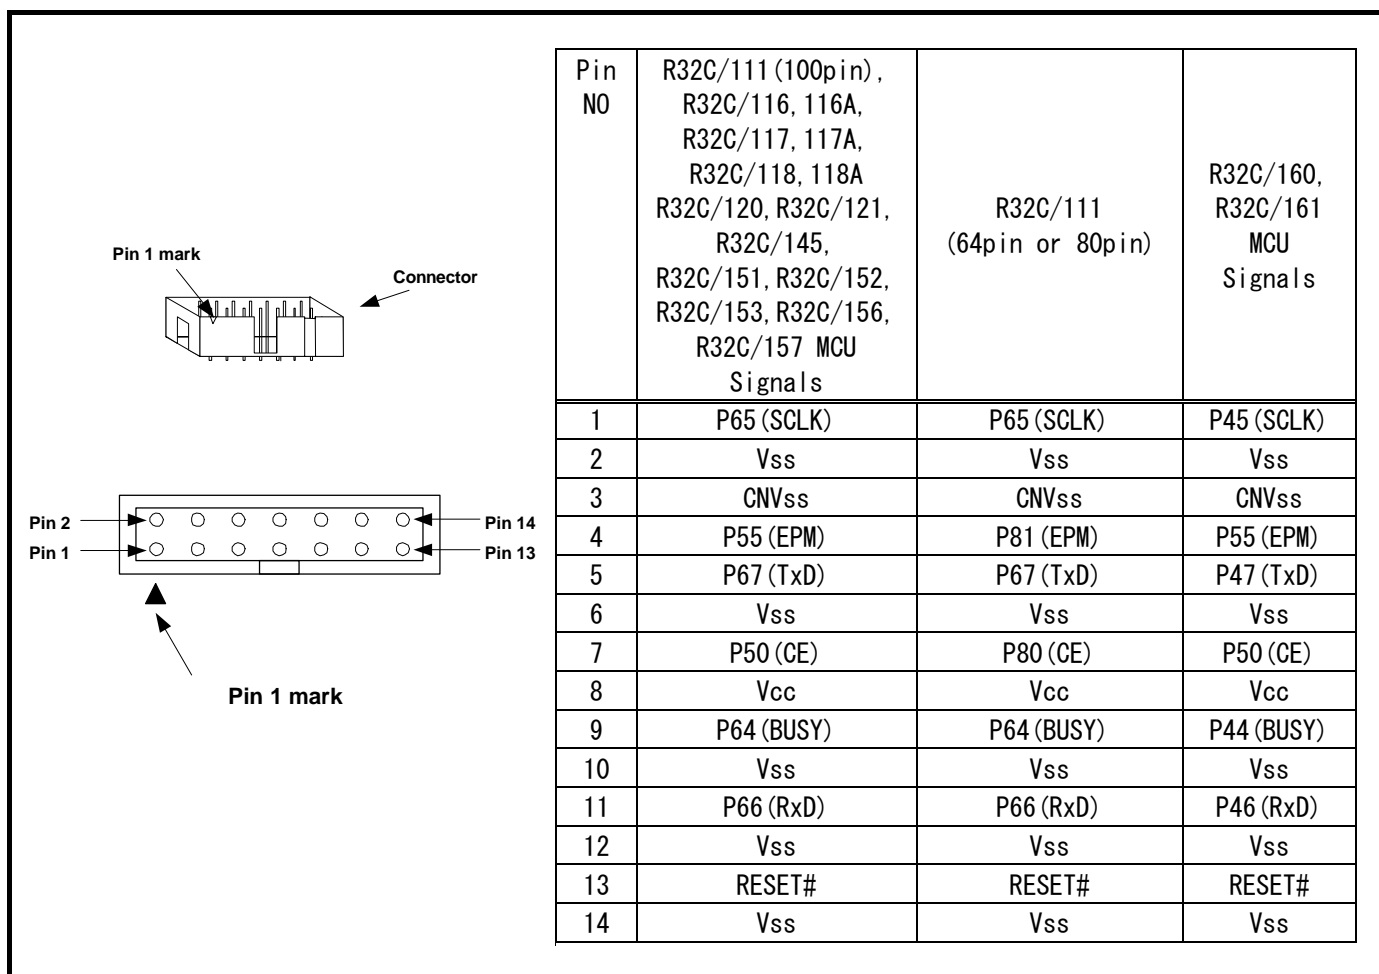 Pin 1 mark
Connector
Pin 2
Pin 14
Pin 1
Pin 13
Pin 1 mark
Pin
NO
R32C/111(100pin),
R32C/116,116A,
R32C/117,117A,
R32C/118,118A
R32C/120,R32C/121,
R32C/145,
R32C/151,R32C/152,
R32C/153,R32C/156,
R32C/157 MCU
Signals
R32C/111
(64pin or 80pin)
R32C/160,
R32C/161
MCU
Signals
1 P65(SCLK) P65(SCLK) P45(SCLK)
2 Vss Vss Vss
3 CNVss CNVss CNVss
4 P55(EPM) P81(EPM) P55(EPM)
5 P67(TxD) P67(TxD) P47(TxD)
6 Vss Vss Vss
7 P50(CE) P80(CE) P50(CE)
8 Vcc Vcc Vcc
9 P64(BUSY) P64(BUSY) P44(BUSY)
10 Vss Vss Vss
11 P66(RxD) P66(RxD) P46(RxD)
12 Vss Vss Vss
13 RESET# RESET# RESET#
14 Vss Vss Vss